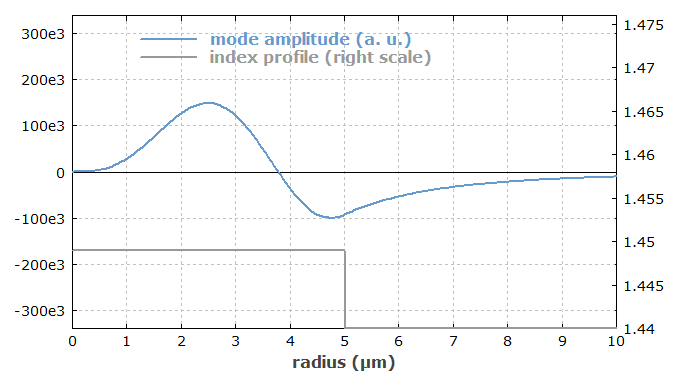 mode amplitude (a. u.)
index profile (right scale)
300e3
200e3
100e3
0
-100e3
-200e3
-300e3
1.475
1.47
1.465
1.46
1.455
1.45
1.445
1.44
0 1 2 3 4 5 6 7 8 9 10
radius (µm)